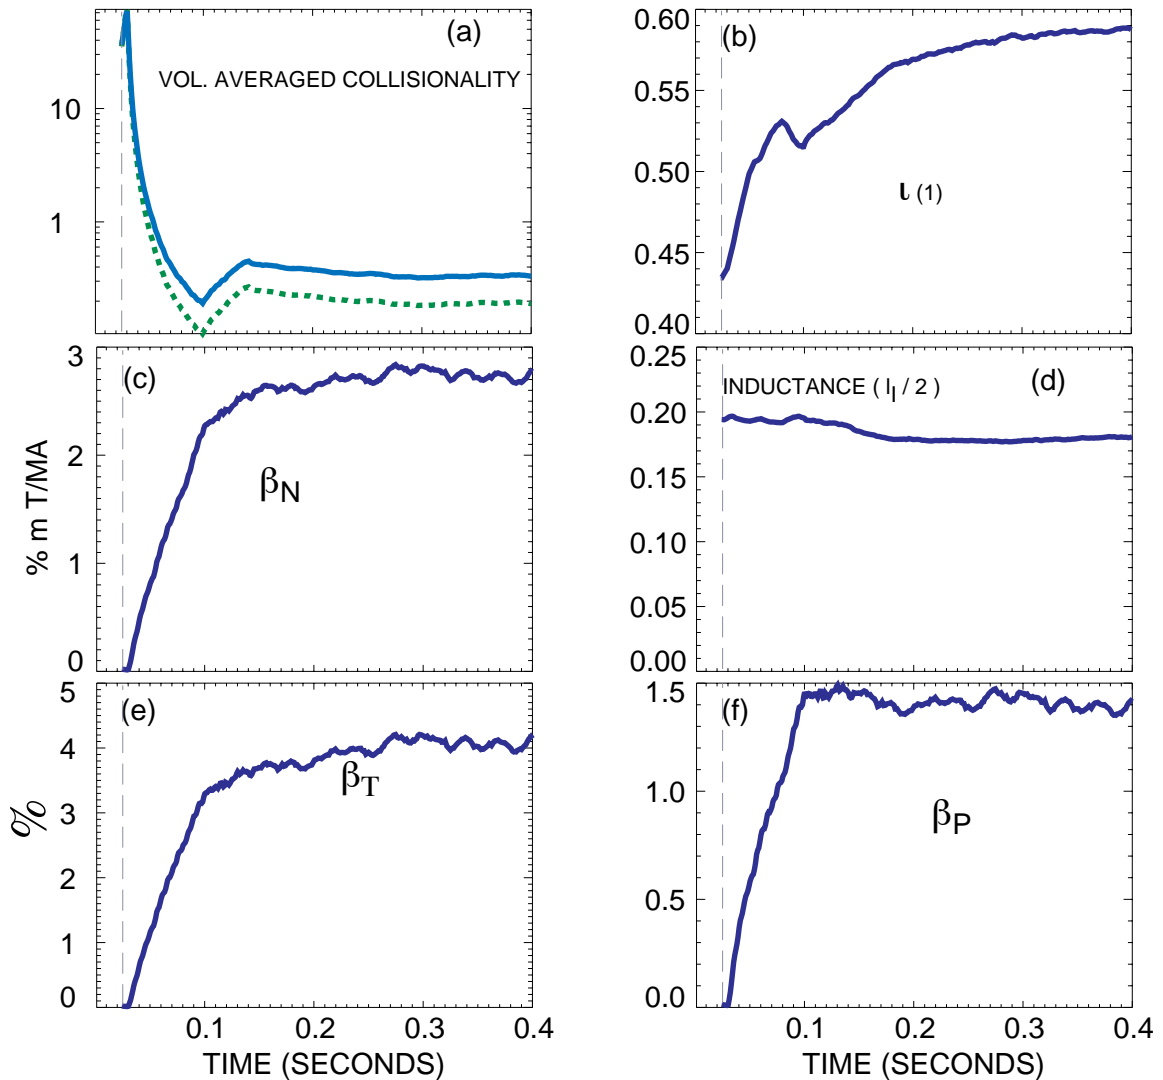 (a)
VOL. AVERAGED COLLISIONALITY
10
1
(b)
0.60
0.55
0.50
0.45
0.40
ι (1)
(c)
3
2
1
0
% m T/MA
βN
(d)
0.25
0.20
0.15
0.10
0.05
0.00
INDUCTANCE ( lI / 2 )
(e)
5
4
3
2
1
0
%
βT
0.1 0.2 0.3 0.4
TIME (SECONDS)
(f)
1.5
1.0
0.5
0.0
βP
0.1 0.2 0.3 0.4
TIME (SECONDS)